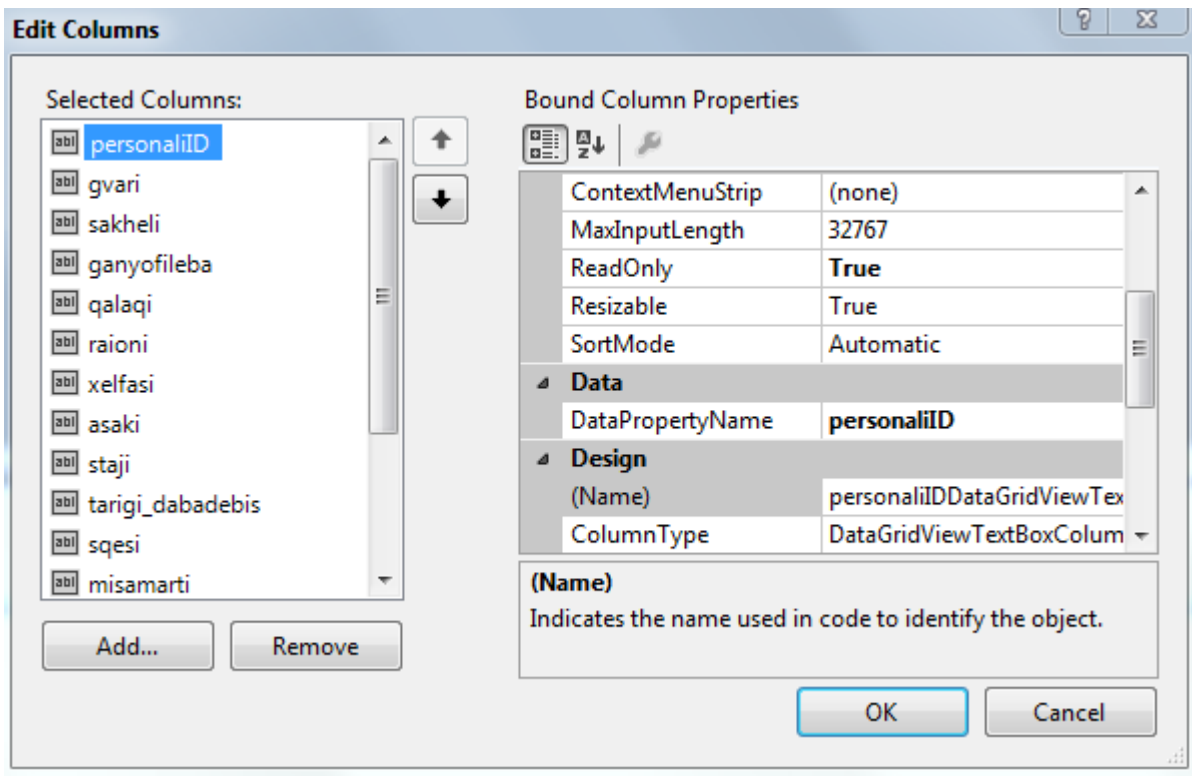 Edit Columns
Selected Columns:
personaliID
gvari
sakheli
ganyofileba
qalaqi
raioni
xelfasi
asaki
staji
tarigi_dabadebis
sqesi
misamarti
Add...
Remove
Bound Column Properties
ContextMenuStrip (none)
MaxInputLength 32767
ReadOnly True
Resizable True
SortMode Automatic
Data
DataPropertyName personaliID
Design
(Name) personaliIDDataGridViewTex
ColumnType DataGridViewTextBoxColum
(Name)
Indicates the name used in code to identify the object.
OK
Cancel